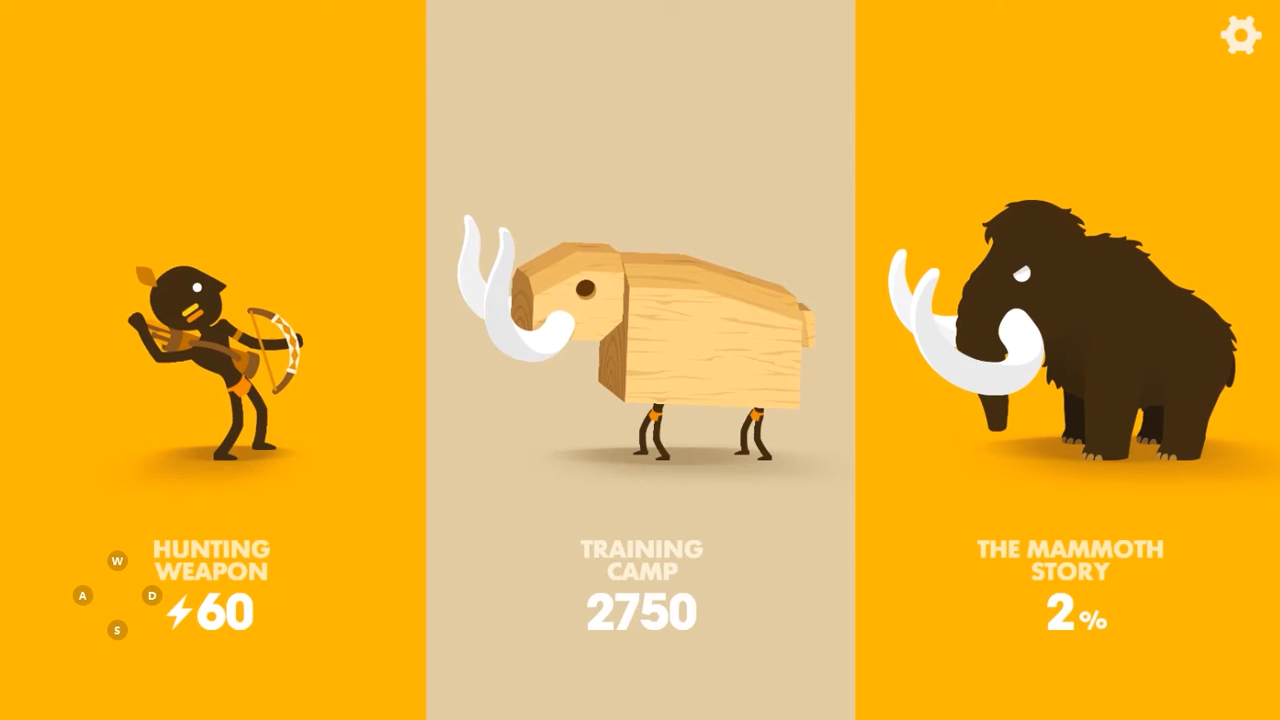 HUNTING
WEAPON
60
TRAINING
CAMP
2750
THE MAMMOTH
STORY
2%
W
A
D
S